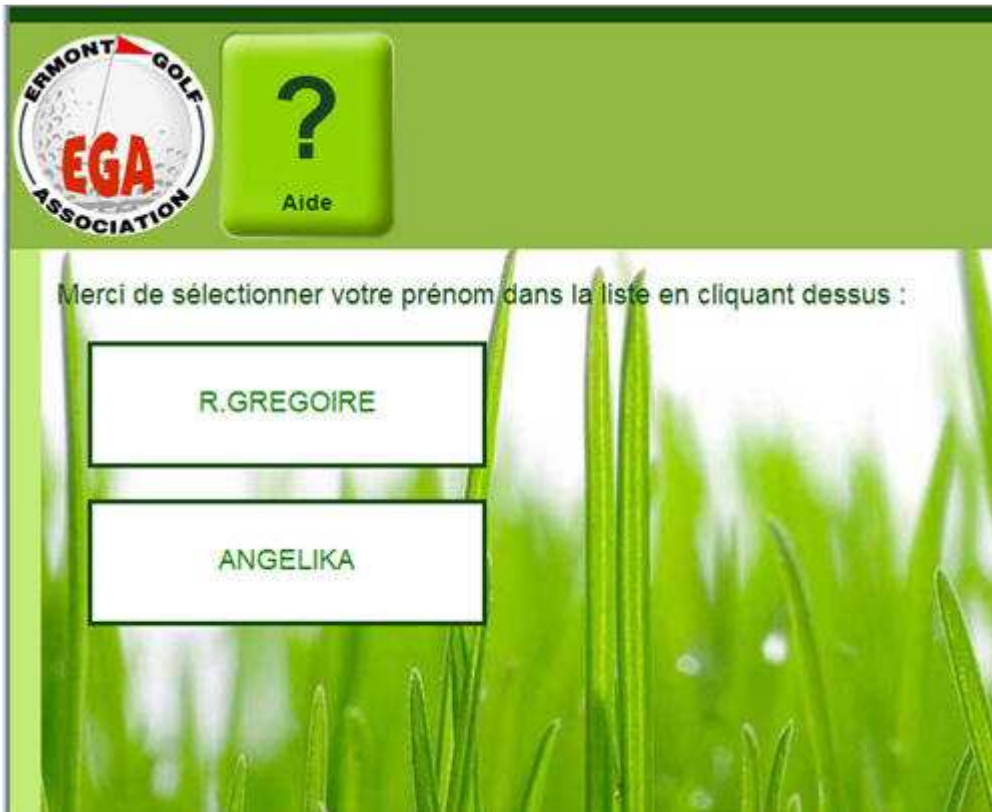 ERMONT GOLF
EGA
ASSOCIATION
?
Aide
Merci de sélectionner votre prénom dans la liste en cliquant dessus :
R.GREGOIRE
ANGELIKA